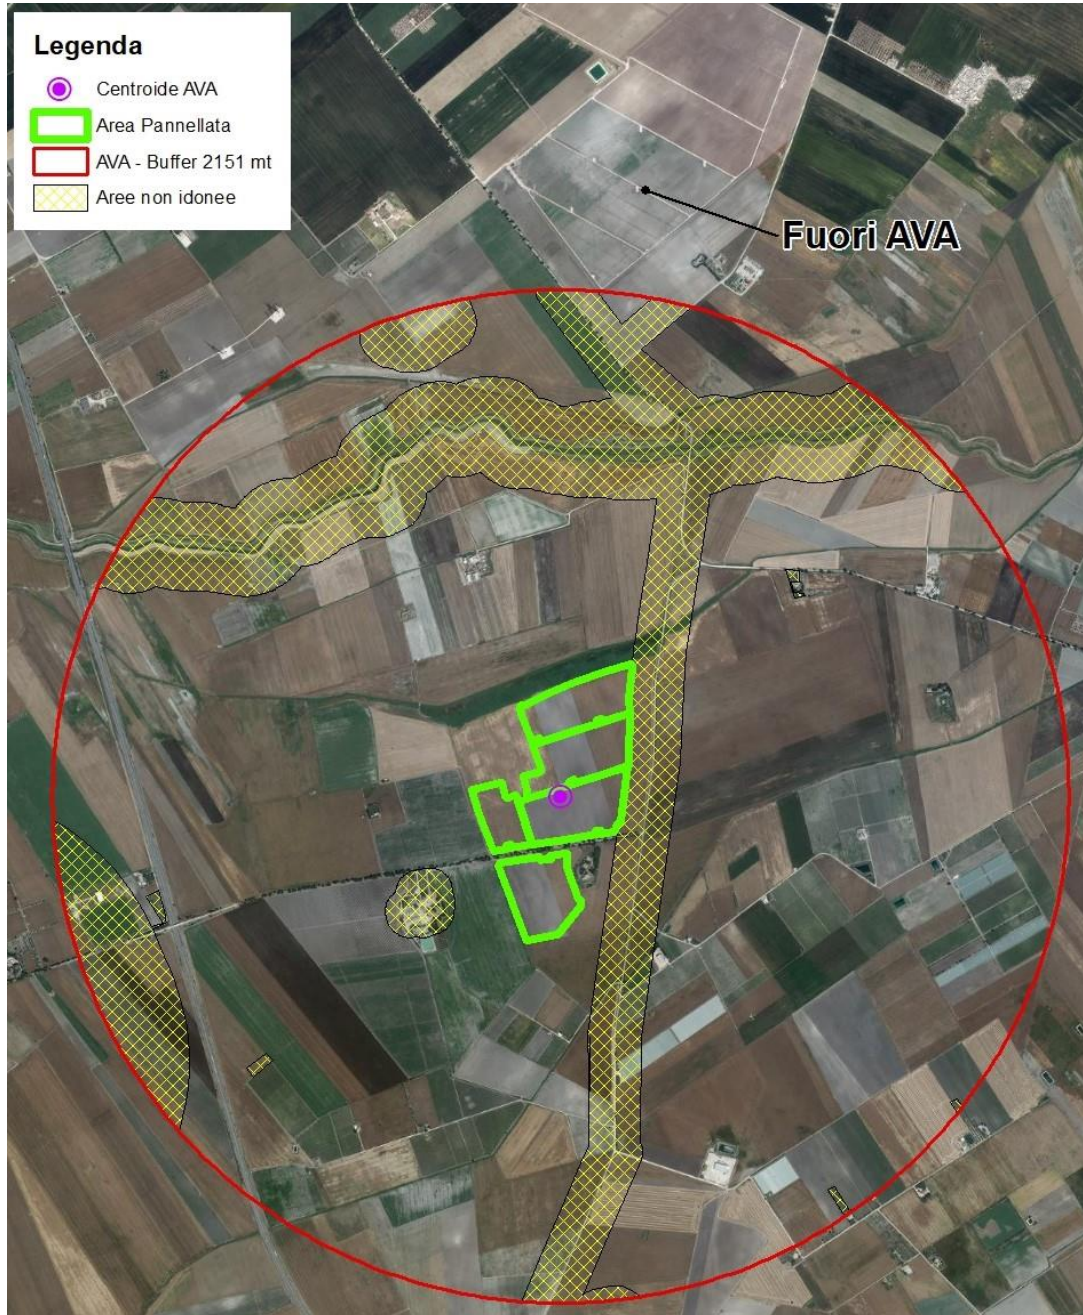 Legenda
Centroide AVA
Area Pannellata
AVA - Buffer 2151 mt
Aree non idonee
Fuori AVA